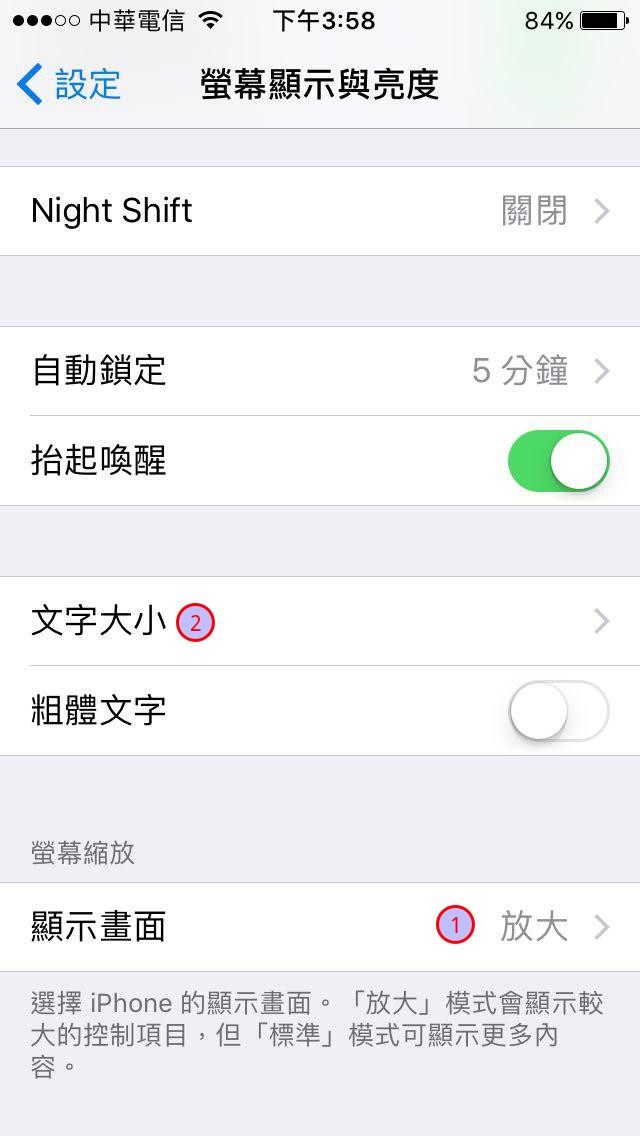 中華電信 下午3:58 84%
設定 螢幕顯示與亮度
Night Shift 關閉
自動鎖定 5 分鐘
抬起喚醒
文字大小 2
粗體文字
螢幕縮放
顯示畫面 1 放大
選擇 iPhone 的顯示畫面。「放大」模式會顯示較
大的控制項目，但「標準」模式可顯示更多內
容。